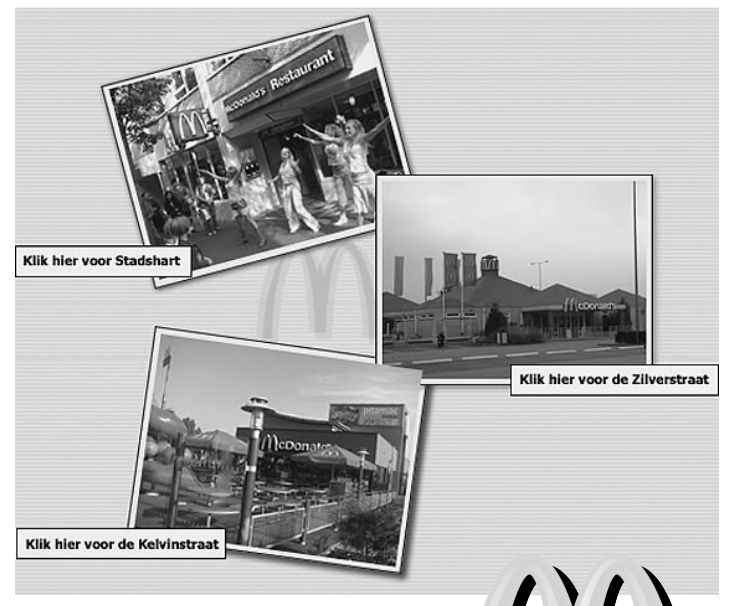 McDonald's Restaurant
Klik hier voor Stadshart
McDonald's
Klik hier voor de Zilverstraat
McDonald's
Klik hier voor de Kelvinstraat